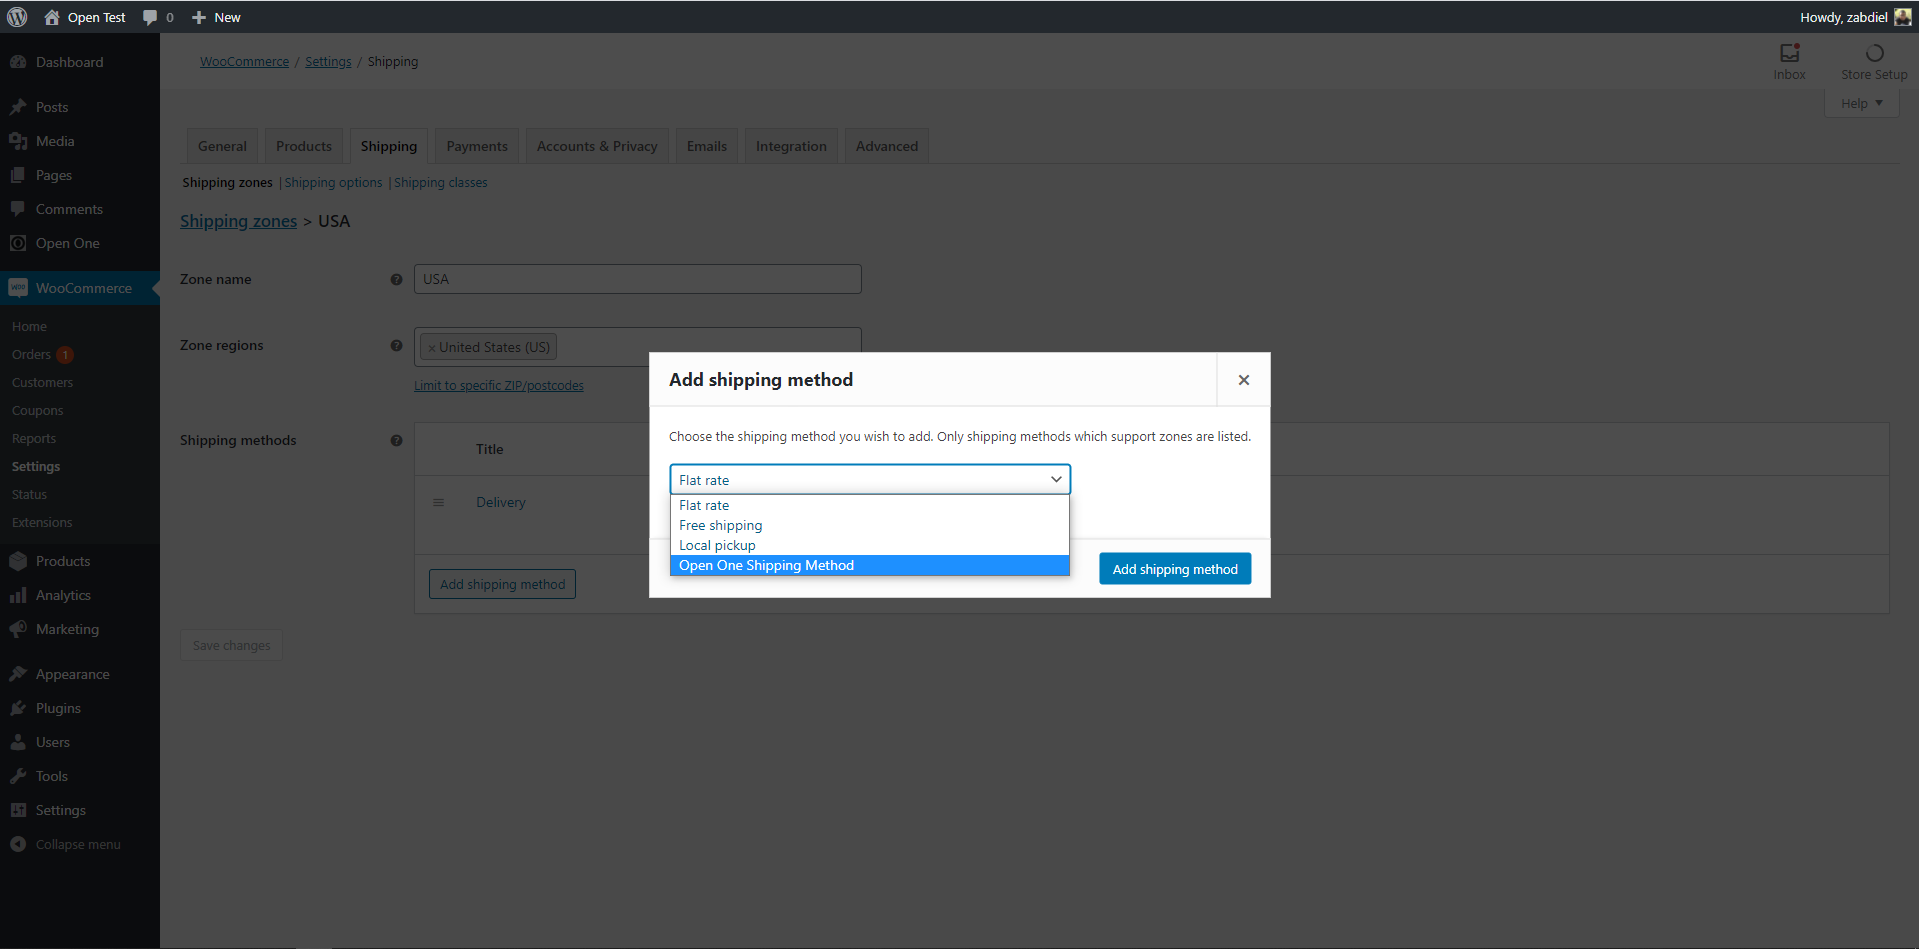 Open Test 0 New Howdy, zabdiel
Dashboard
Posts
Media
Pages
Comments
Open One
WooCommerce
Home
Orders 1
Customers
Coupons
Reports
Settings
Status
Extensions
Products
Analytics
Marketing
Appearance
Plugins
Users
Tools
Settings
Collapse menu
WooCommerce / Settings / Shipping
Inbox
Store Setup
Help
General Products Shipping Payments Accounts & Privacy Emails Integration Advanced
Shipping zones | Shipping options | Shipping classes
Shipping zones > USA
Zone name ? USA
Zone regions ? × United States (US)
Limit to specific ZIP/postcodes
Shipping methods ? Title
Delivery
Add shipping method
Save changes
Add shipping method
Choose the shipping method you wish to add. Only shipping methods which support zones are listed.
Flat rate
Flat rate
Free shipping
Local pickup
Open One Shipping Method
Add shipping method